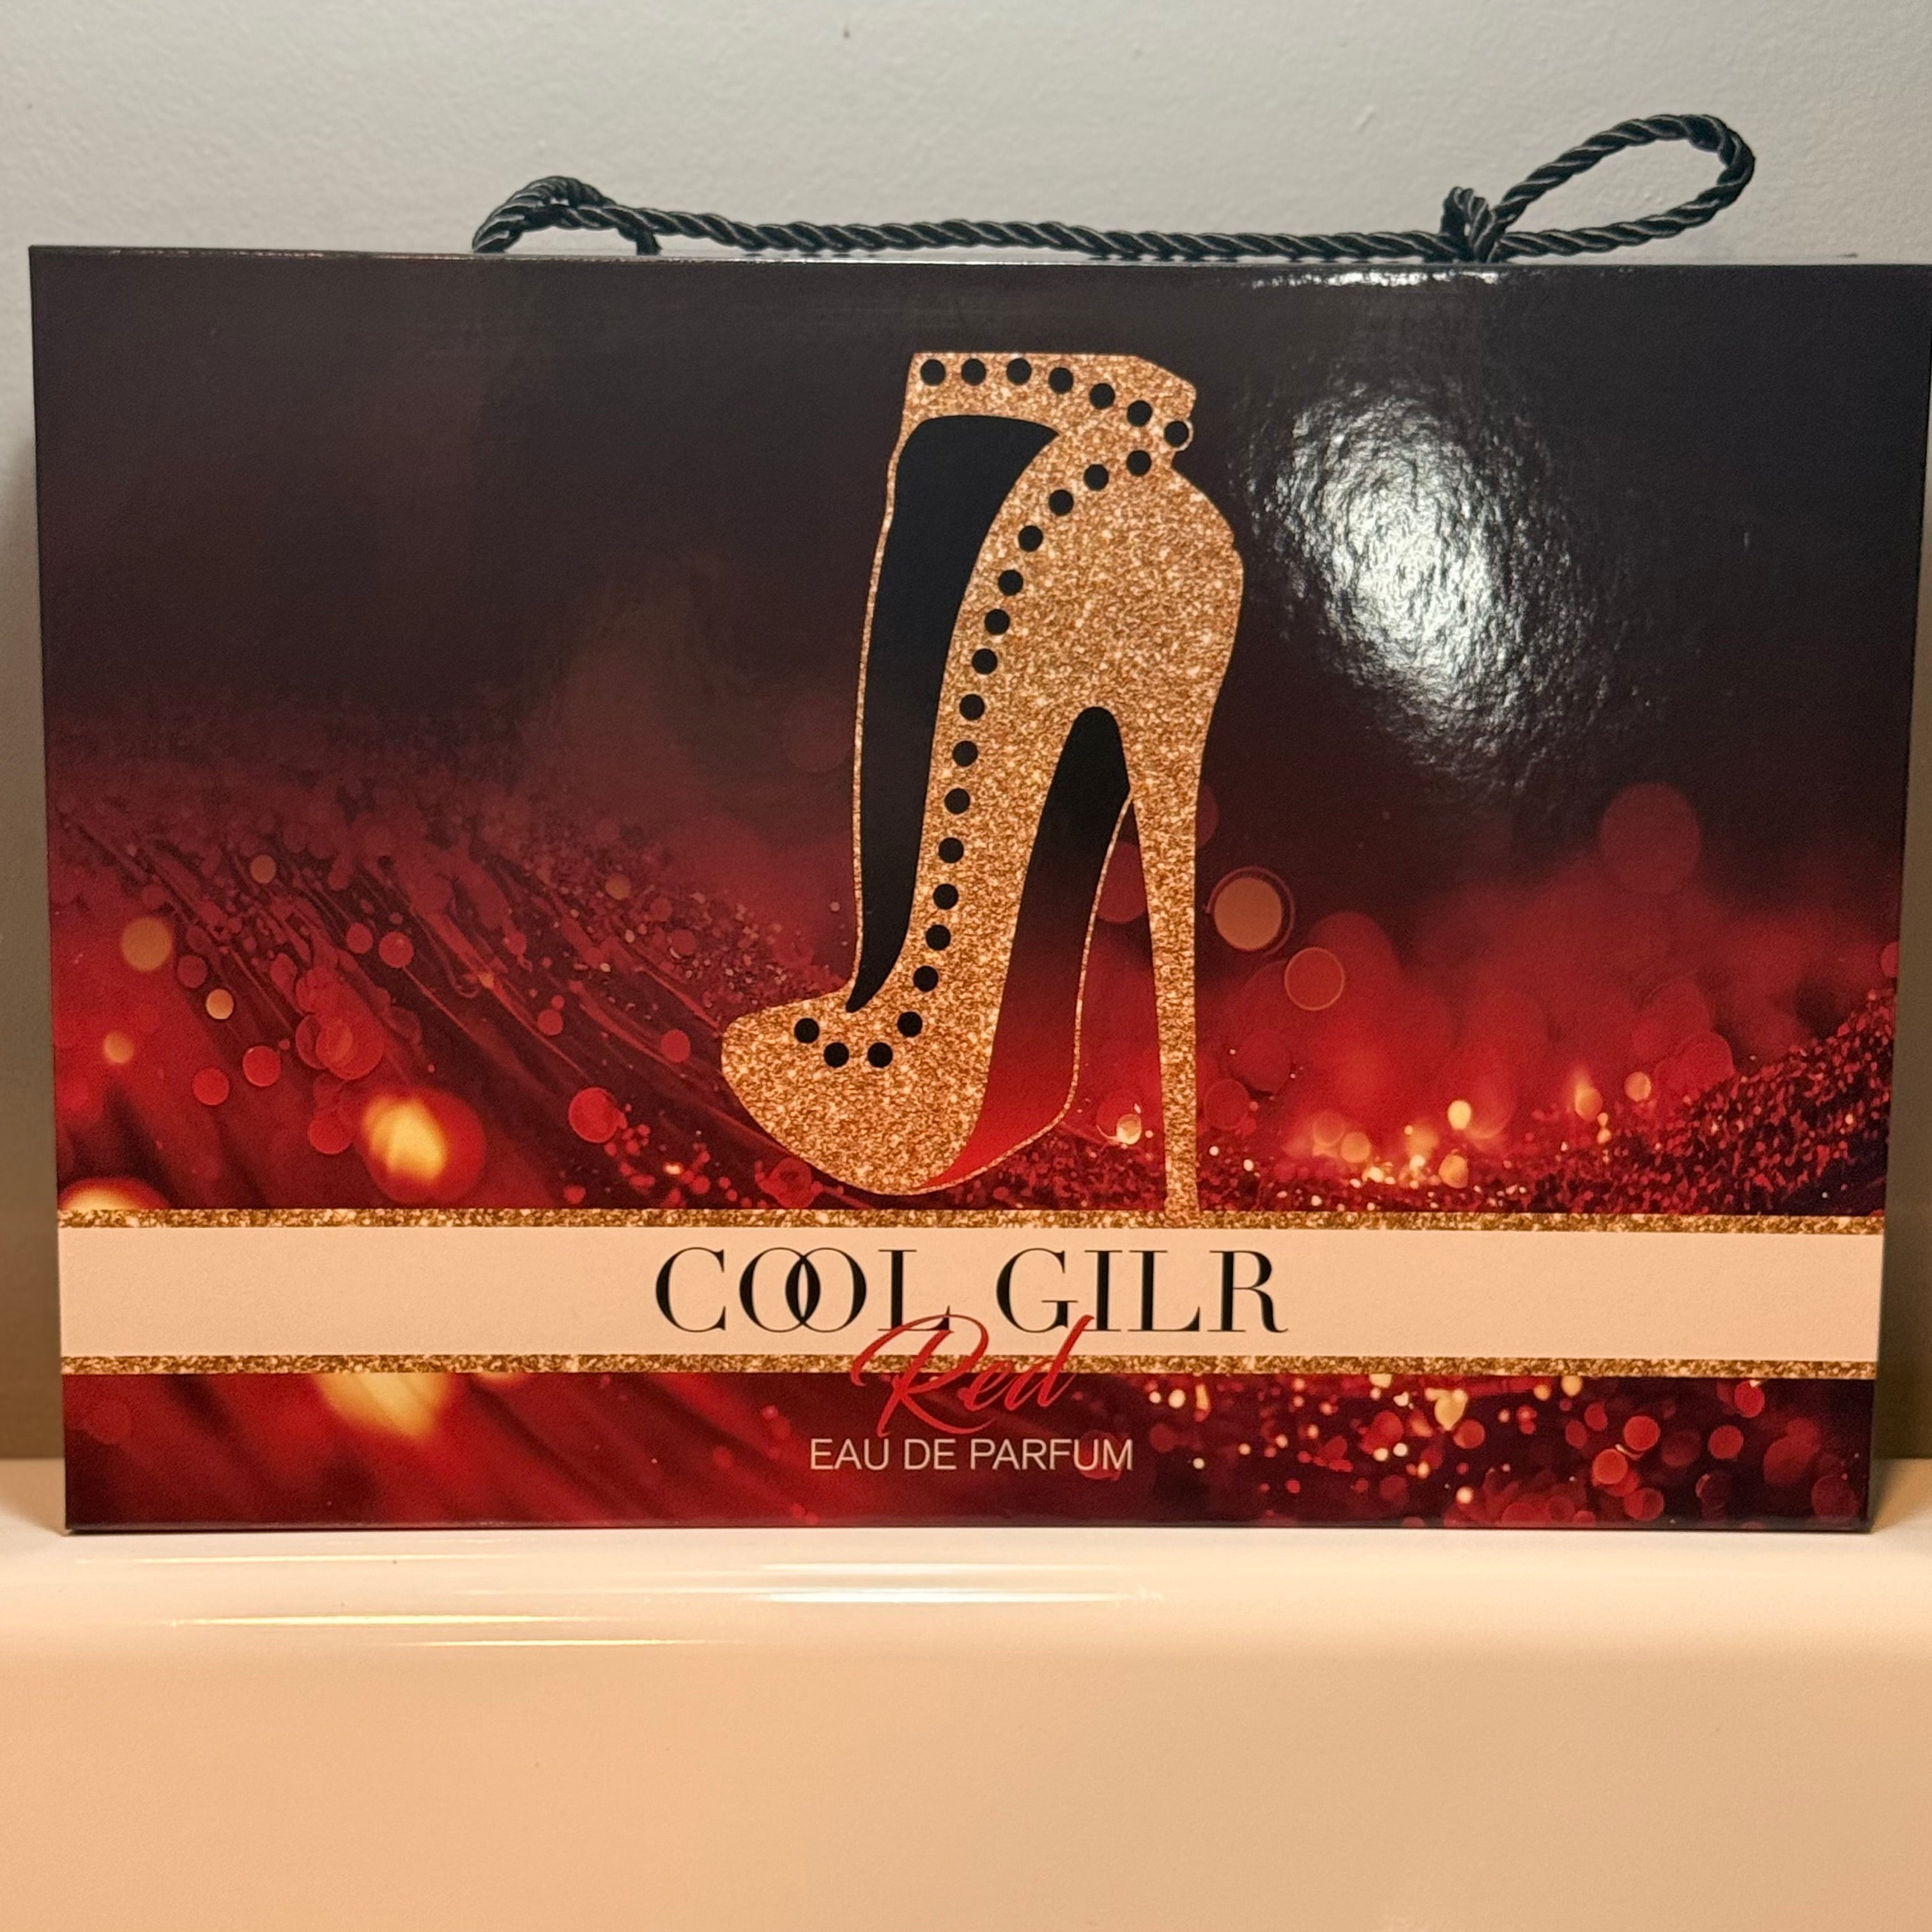 COOL GILR
Red
EAU DE PARFUM